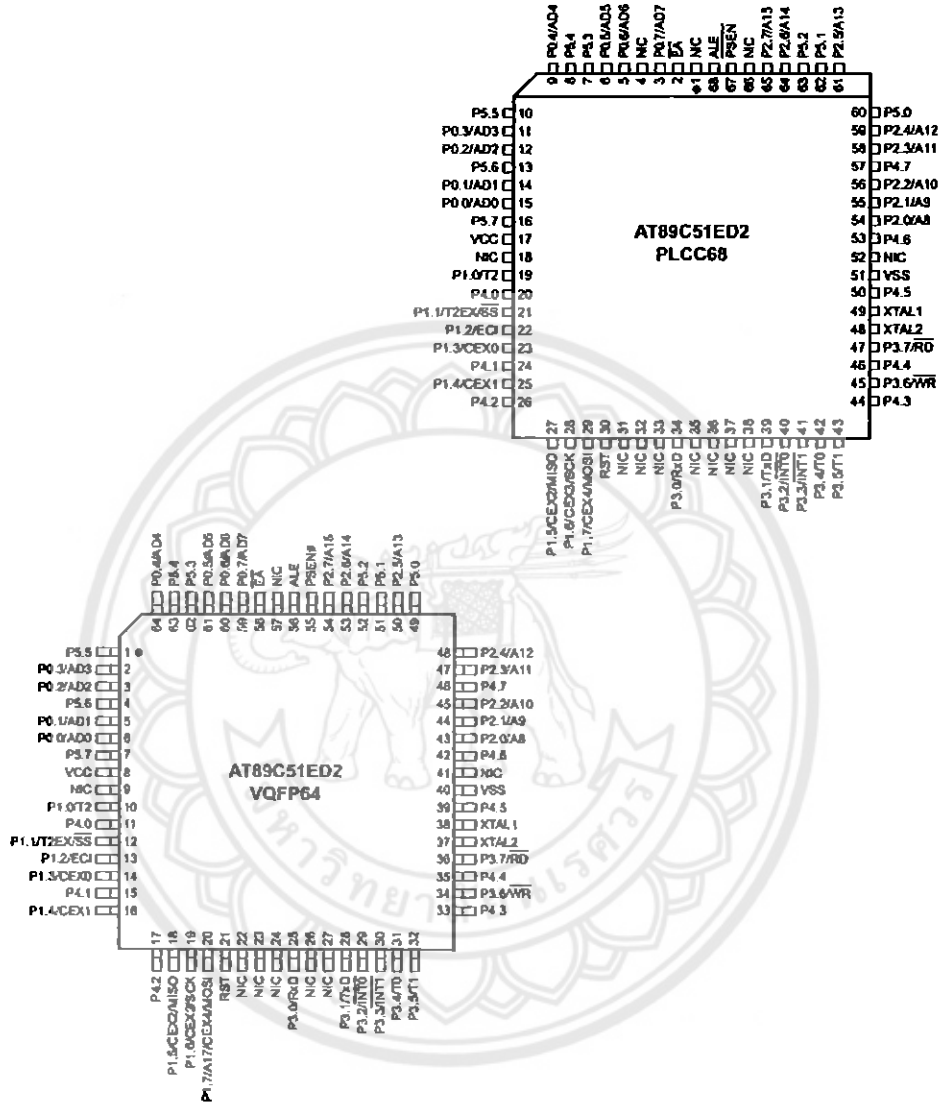 9 P0.4/AD4
8 P5.4
7 P5.3
6 P0.5/AD5
5 P0.6/AD6
4 NIC
3 P0.7/AD7
2 EA
1 NIC
68 ALE
67 PSEN
66 NIC
65 P2.7/A15
64 P2.6/A14
63 P5.2
62 P5.1
61 P2.5/A13
P5.5 10
P0.3/AD3 11
P0.2/AD2 12
P5.6 13
P0.1/AD1 14
P0.0/AD0 15
P5.7 16
VCC 17
NIC 18
P1.0/T2 19
P4.0 20
P1.1/T2EX/SS 21
P1.2/ECI 22
P1.3/CEX0 23
P4.1 24
P1.4/CEX1 25
P4.2 26
AT89C51ED2
PLCC68
60 P5.0
59 P2.4/A12
58 P2.3/A11
57 P4.7
56 P2.2/A10
55 P2.1/A9
54 P2.0/A8
53 P4.6
52 NIC
51 VSS
50 P4.5
49 XTAL1
48 XTAL2
47 P3.7/RD
46 P4.4
45 P3.6/WR
44 P4.3
27 P1.5/CEX2/MISO
28 P1.6/CEX3/SCK
29 P1.7/CEX4/MOSI
30 RST
31 NIC
32 NIC
33 NIC
34 P3.0/RxD
35 NIC
36 NIC
37 NIC
38 NIC
39 P3.1/TxD
40 P3.2/INT0
41 P3.3/INT1
42 P3.4/T0
43 P3.5/T1
64 P0.4/AD4
63 P5.4
62 P5.3
61 P0.5/AD5
60 P0.6/AD6
59 P0.7/AD7
58 EA
57 NIC
56 ALE
55 PSEN#
54 P2.7/A15
53 P2.6/A14
52 P5.2
51 P5.1
50 P2.5/A13
49 P5.0
P5.5 1
P0.3/AD3 2
P0.2/AD2 3
P5.6 4
P0.1/AD1 5
P0.0/AD0 6
P5.7 7
VCC 8
NIC 9
P1.0/T2 10
P4.0 11
P1.1/T2EX/SS 12
P1.2/ECI 13
P1.3/CEX0 14
P4.1 15
P1.4/CEX1 16
AT89C51ED2
VQFP64
48 P2.4/A12
47 P2.3/A11
46 P4.7
45 P2.2/A10
44 P2.1/A9
43 P2.0/A8
42 P4.6
41 NIC
40 VSS
39 P4.5
38 XTAL1
37 XTAL2
36 P3.7/RD
35 P4.4
34 P3.6/WR
33 P4.3
17 P4.2
18 P1.5/CEX2/MISO
19 P1.6/CEX3/SCK
20 P1.7/A17/CEX4/MOSI
21 RST
22 NIC
23 NIC
24 NIC
25 P3.0/RxD
26 NIC
27 NIC
28 P3.1/TxD
29 P3.2/INT0
30 P3.3/INT1
31 P3.4/T0
32 P3.5/T1
มหาวิทยาลัยนเรศวร